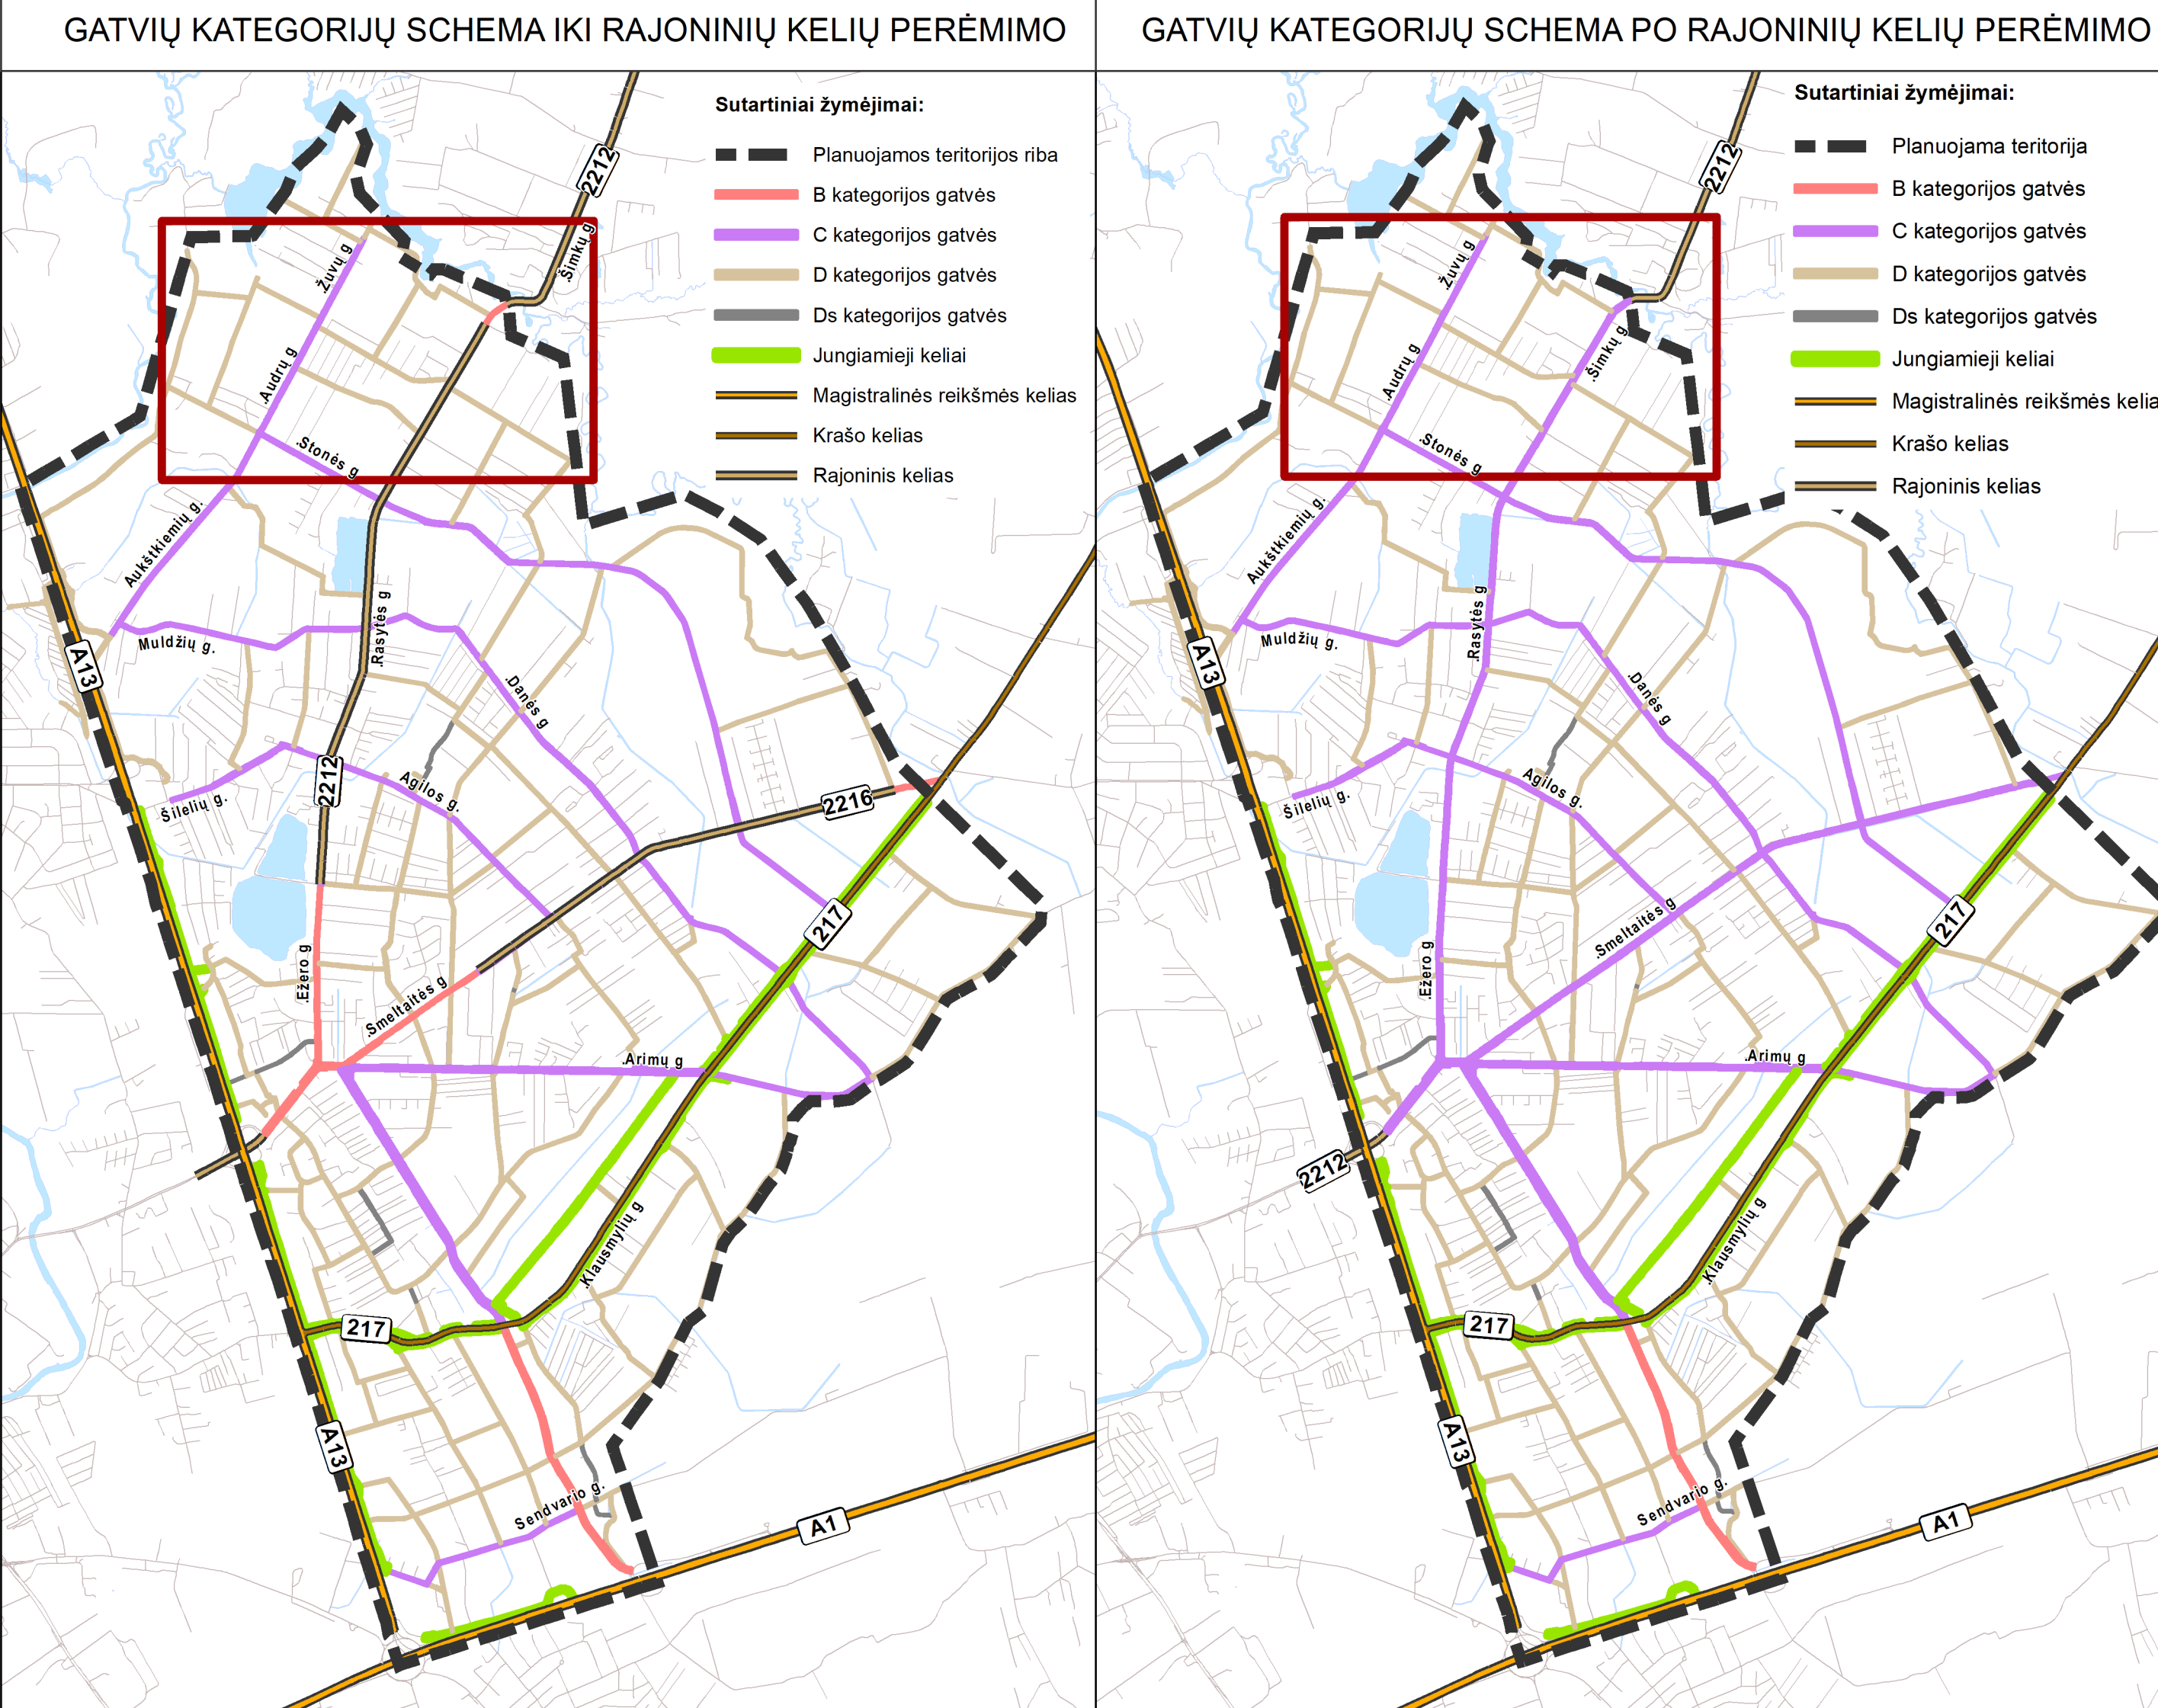 GATVIŲ KATEGORIJŲ SCHEMA IKI RAJONINIŲ KELIŲ PERĖMIMO
Sutartiniai žymėjimai:
Planuojamos teritorijos riba
B kategorijos gatvės
C kategorijos gatvės
D kategorijos gatvės
Ds kategorijos gatvės
Jungiamieji keliai
Magistralinės reikšmės kelias
Krašo kelias
Rajoninis kelias
2212
.Šimkų g
.Žuvų g
.Audrų g
.Stonės g
Aukštkiemių g.
.Rasytės g
Muldžių g.
A13
.Danės g
2212
Agilos g.
Šilelių g.
2216
217
.Ežero g
.Smeltaitės g
.Arimų g
.Klausmylių g
217
A13
Sendvario g.
A1
GATVIŲ KATEGORIJŲ SCHEMA PO RAJONINIŲ KELIŲ PERĖMIMO
Sutartiniai žymėjimai:
Planuojama teritorija
B kategorijos gatvės
C kategorijos gatvės
D kategorijos gatvės
Ds kategorijos gatvės
Jungiamieji keliai
Magistralinės reikšmės kelia
Krašo kelias
Rajoninis kelias
2212
.Žuvų g
.Šimkų g
.Audrų g
.Stonės g
Aukštkiemių g.
.Rasytės g
Muldžių g.
A13
.Danės g
Agilos g.
Šilelių g.
.Smeltaitės g
217
.Ežero g
.Arimų g
2212
.Klausmylių g
217
A13
Sendvario g.
A1